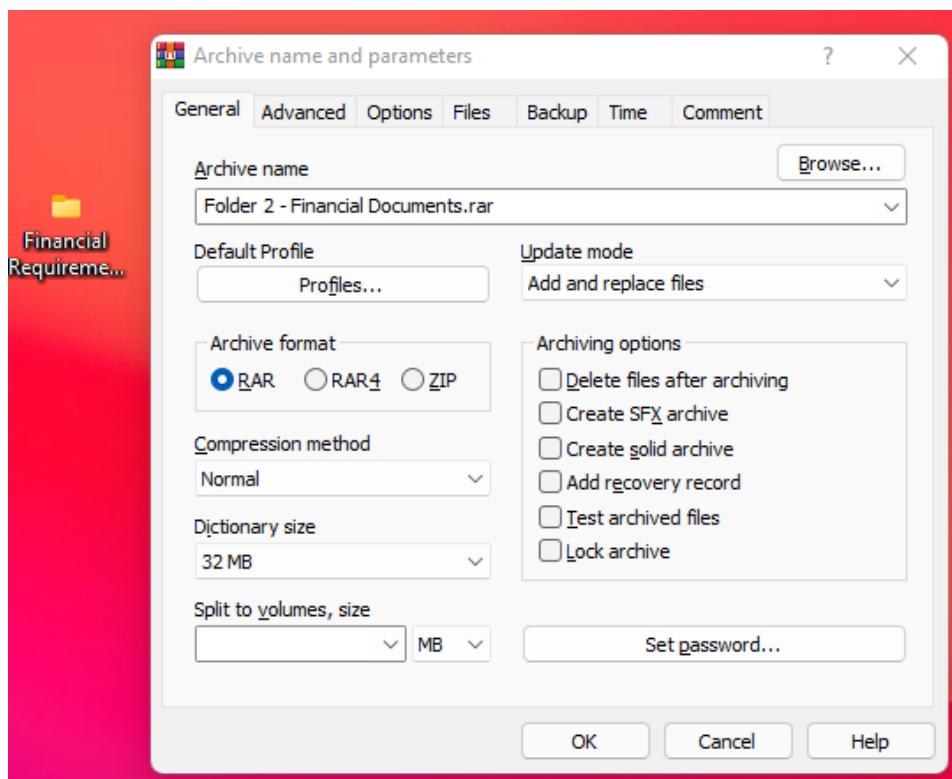 Archive name and parameters
?
General Advanced Options Files Backup Time Comment
Archive name
Browse...
Folder 2 - Financial Documents.rar
Financial
Requireme...
Default Profile
Profiles...
Update mode
Add and replace files
Archive format
RAR RAR4 ZIP
Compression method
Normal
Dictionary size
32 MB
Split to volumes, size
MB
Archiving options
Delete files after archiving
Create SFX archive
Create solid archive
Add recovery record
Test archived files
Lock archive
Set password...
OK Cancel Help